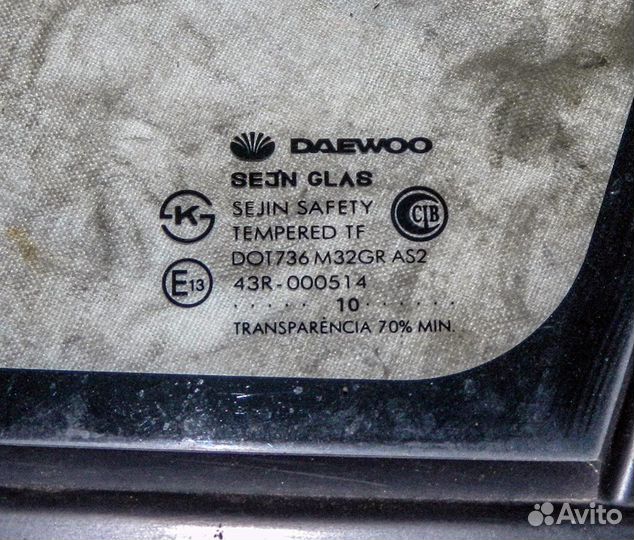 DAEWOO
SEJN GLAS
SEJIN SAFETY
TEMPERED TF
K
CIB
DOT736 M32GR AS2
E13
43R-000514
..... 10 ......
TRANSPARÊNCIA 70% MIN.
Avito